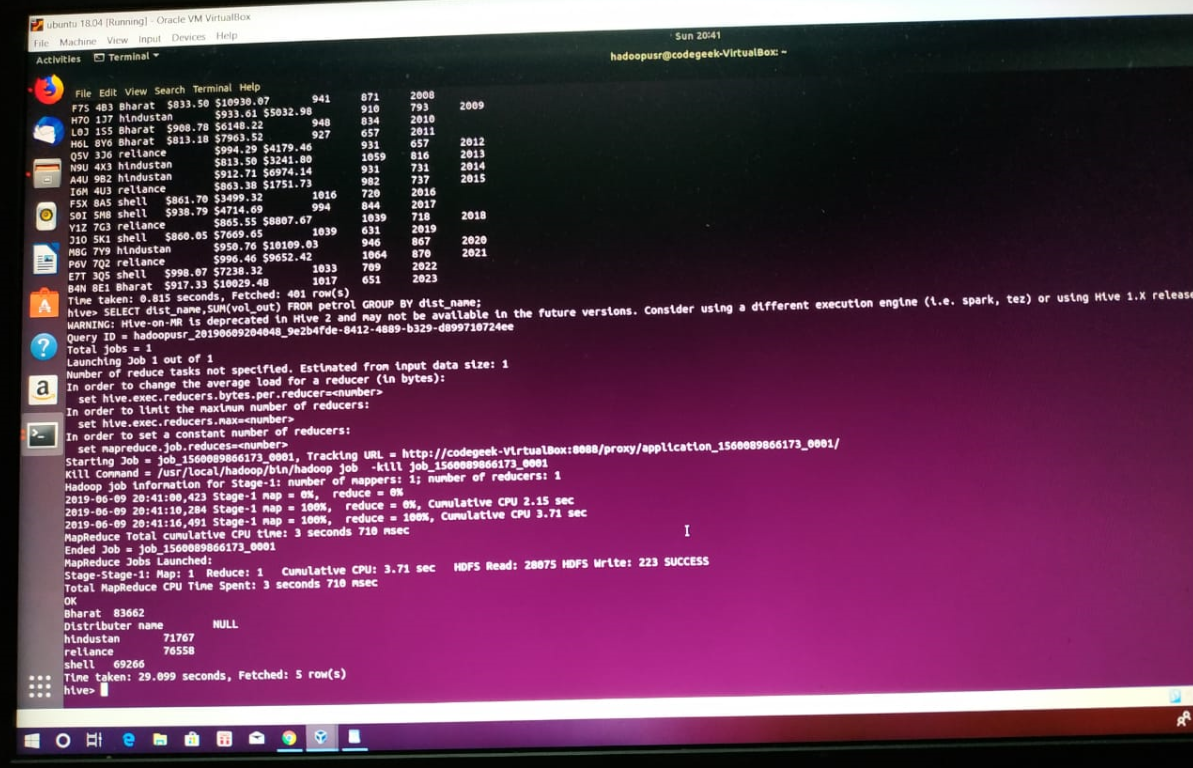 ubuntu 18.04 [Running] - Oracle VM VirtualBox
File Machine View Input Devices Help
Activities Terminal Sun 20:41
hadoopusr@codegeek-VirtualBox: ~
File Edit View Search Terminal Help
F7S 4B3 Bharat $833.50 $10930.07 941 871 2008
H7O 1J7 hindustan $933.61 $5032.98 910 793 2009
L0J 1S5 Bharat $908.78 $6148.22 948 834 2010
H6L 8Y6 Bharat $813.18 $7963.52 927 657 2011
Q5V 3J6 reliance $994.29 $4179.46 931 657 2012
N9U 4X3 hindustan $813.50 $3241.80 1059 816 2013
A4U 9B2 hindustan $912.71 $6974.14 931 731 2014
I6M 4U3 reliance $863.38 $1751.73 982 737 2015
F5X 8A5 shell $861.70 $3499.32 1016 720 2016
S0I 5M8 shell $938.79 $4714.69 994 844 2017
Y1Z 7G3 reliance $865.55 $8807.67 1039 718 2018
J1O 5K1 shell $860.05 $7669.65 1039 631 2019
M8G 7Y9 hindustan $950.76 $10109.03 946 867 2020
P6V 7Q2 reliance $996.46 $9652.42 1064 870 2021
E7T 3Q5 shell $998.07 $7238.32 1033 709 2022
B4N 8E1 Bharat $917.33 $10029.48 1017 651 2023
Time taken: 0.815 seconds, Fetched: 401 row(s)
hive> SELECT dist_name,SUM(vol_out) FROM petrol GROUP BY dist_name;
WARNING: Hive-on-MR is deprecated in Hive 2 and may not be available in the future versions. Consider using a different execution engine (i.e. spark, tez) or using Hive 1.X releas
Query ID = hadoopusr_20190609204048_9e2b4fde-8412-4889-b329-d899710724ee
Total jobs = 1
Launching Job 1 out of 1
Number of reduce tasks not specified. Estimated from input data size: 1
In order to change the average load for a reducer (in bytes):
set hive.exec.reducers.bytes.per.reducer=<number>
In order to limit the maximum number of reducers:
set hive.exec.reducers.max=<number>
In order to set a constant number of reducers:
set mapreduce.job.reduces=<number>
Starting Job = job_1560089866173_0001, Tracking URL = http://codegeek-VirtualBox:8088/proxy/application_1560089866173_0001/
Kill Command = /usr/local/hadoop/bin/hadoop job -kill job_1560089866173_0001
Hadoop job information for Stage-1: number of mappers: 1; number of reducers: 1
2019-06-09 20:41:00,423 Stage-1 map = 0%, reduce = 0%
2019-06-09 20:41:10,284 Stage-1 map = 100%, reduce = 0%, Cumulative CPU 2.15 sec
2019-06-09 20:41:16,491 Stage-1 map = 100%, reduce = 100%, Cumulative CPU 3.71 sec
MapReduce Total cumulative CPU time: 3 seconds 710 msec
Ended Job = job_1560089866173_0001
MapReduce Jobs Launched:
Stage-Stage-1: Map: 1 Reduce: 1 Cumulative CPU: 3.71 sec HDFS Read: 28075 HDFS Write: 223 SUCCESS
Total MapReduce CPU Time Spent: 3 seconds 710 msec
OK
Bharat 83662
Distributer name NULL
hindustan 71767
reliance 76558
shell 69266
Time taken: 29.099 seconds, Fetched: 5 row(s)
hive>